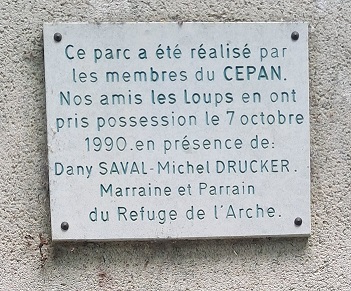 Ce parc a été réalisé par
les membres du CEPAN.
Nos amis les Loups en ont
pris possession le 7 octobre
1990.en présence de:
Dany SAVAL-Michel DRUCKER.
Marraine et Parrain
du Refuge de l'Arche.